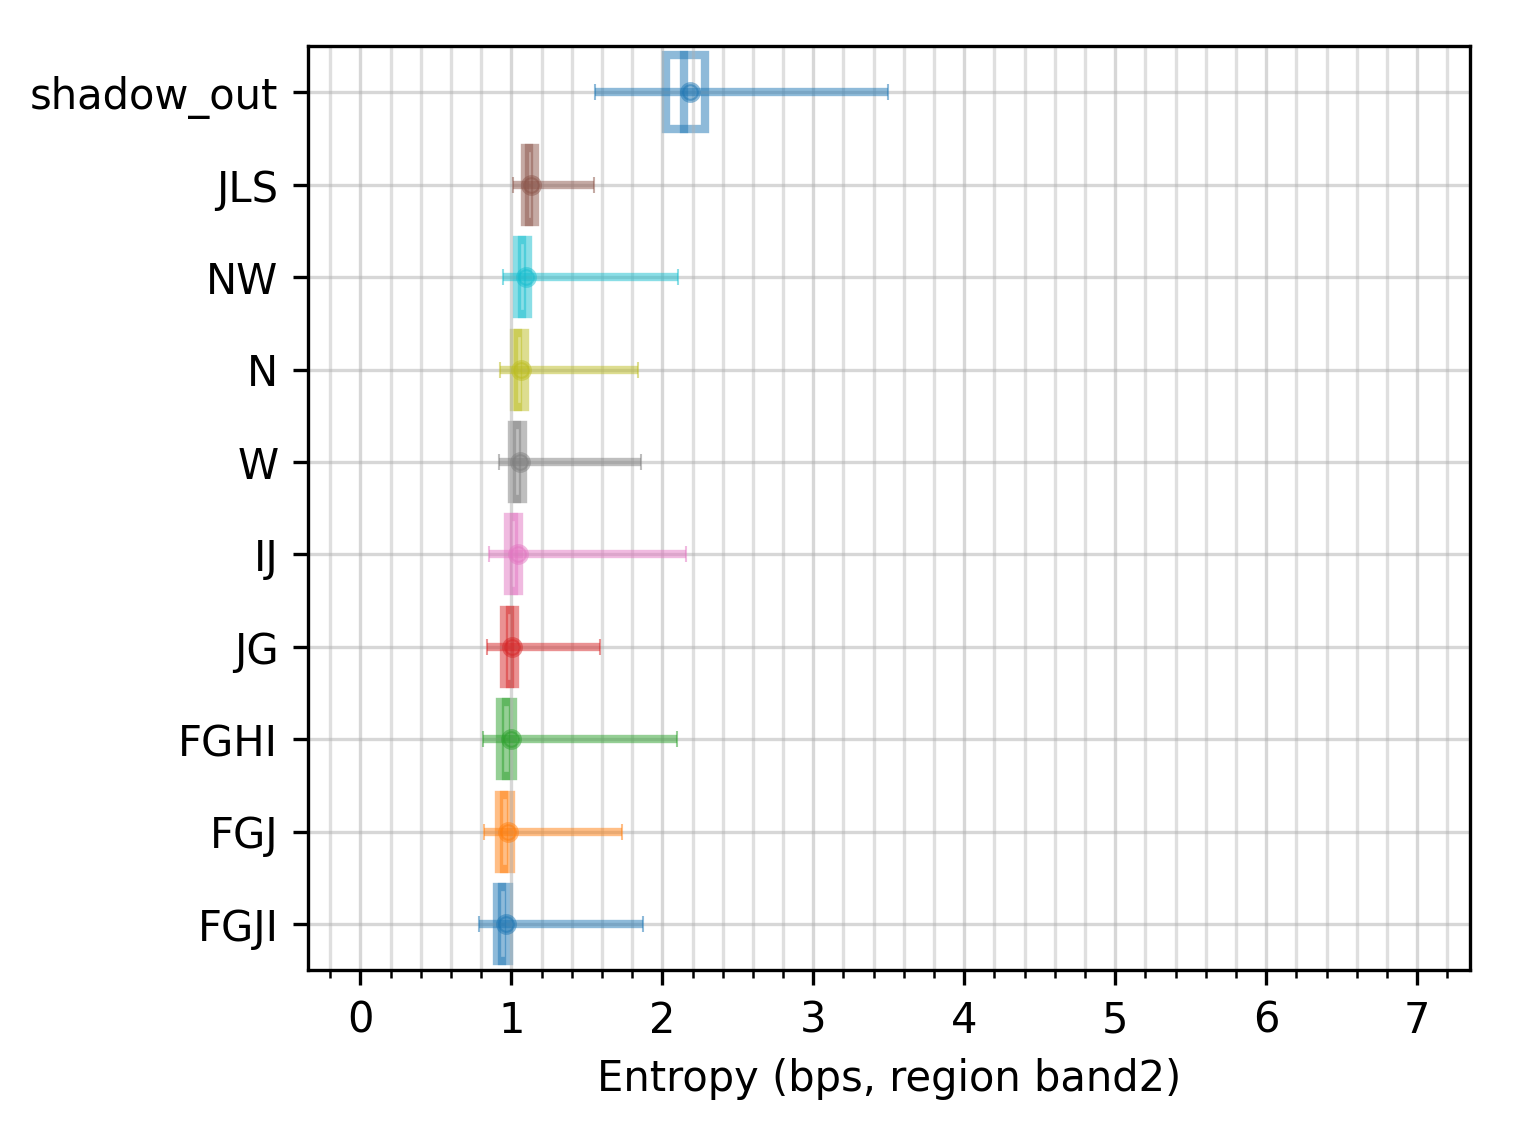 shadow_out
JLS
NW
N
W
IJ
JG
FGHI
FGJ
FGJI
0 1 2 3 4 5 6 7
Entropy (bps, region band2)